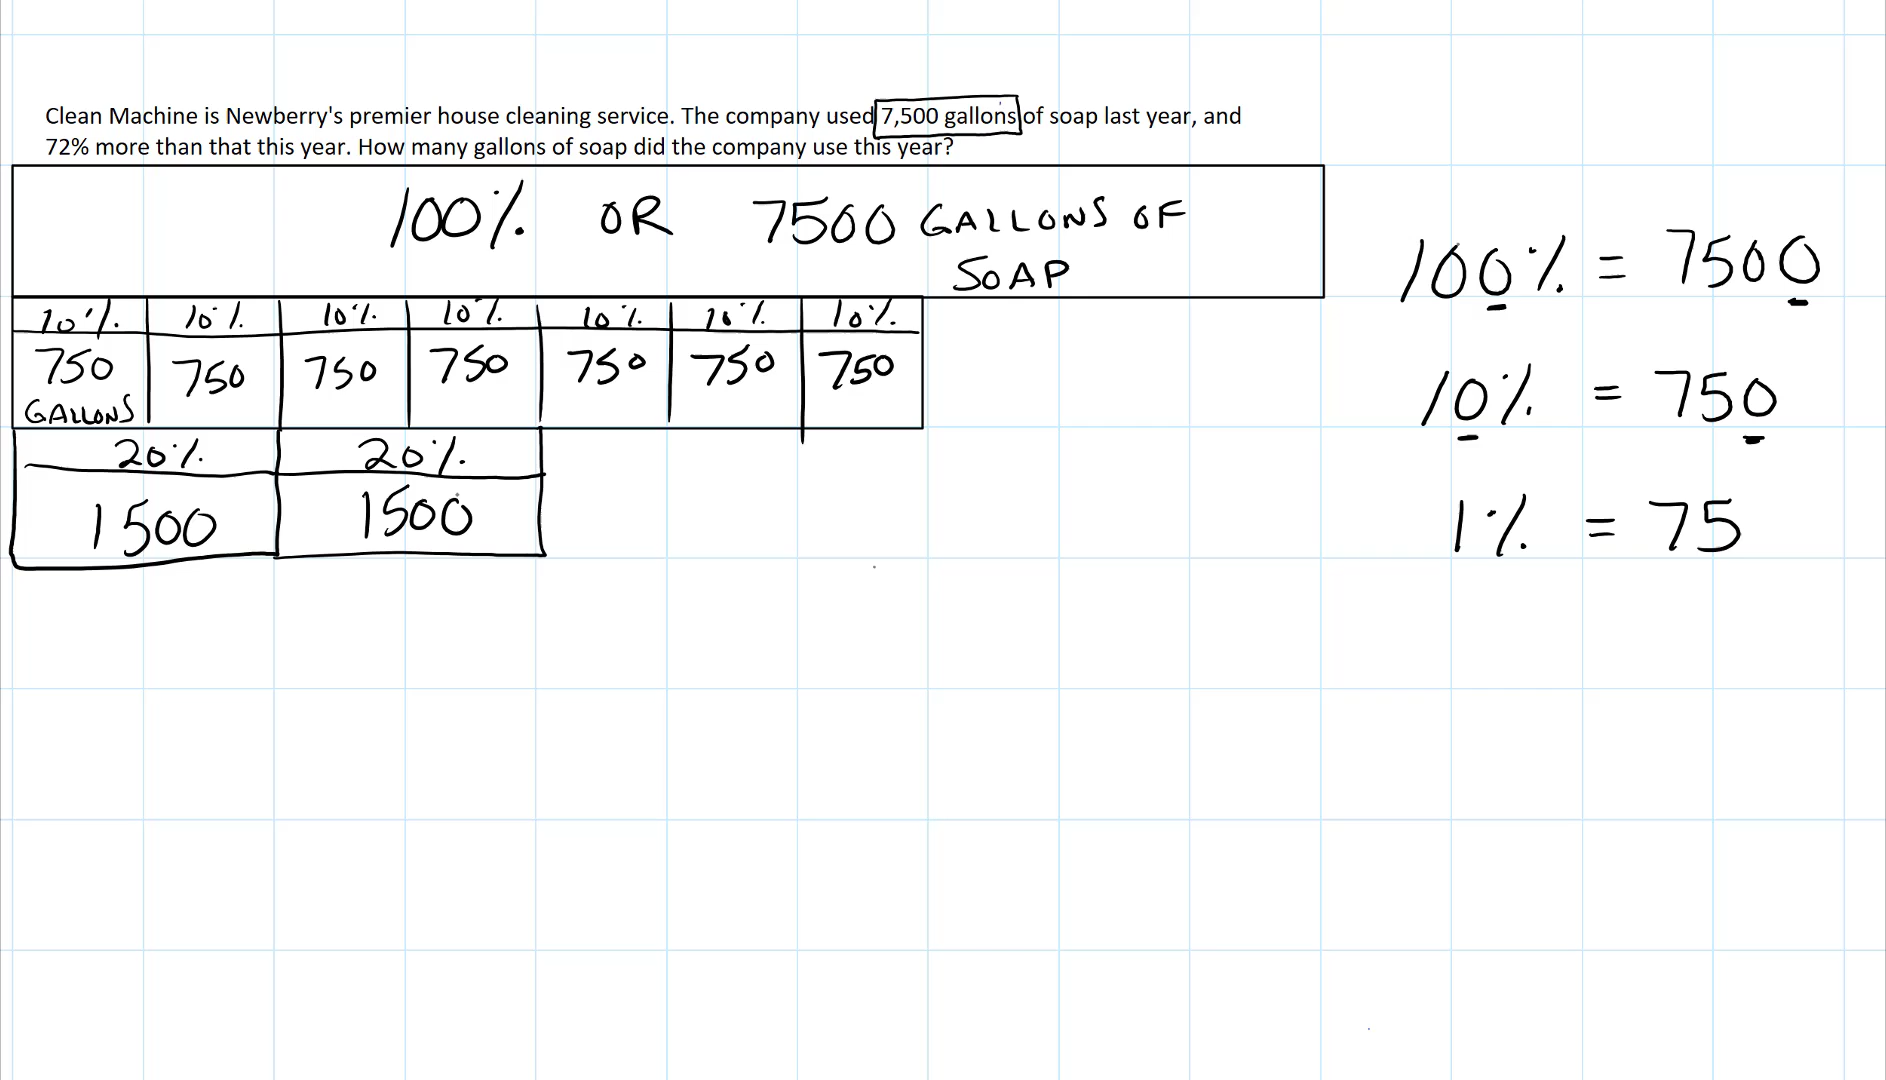 Clean Machine is Newberry's premier house cleaning service. The company used 7,500 gallons of soap last year, and
72% more than that this year. How many gallons of soap did the company use this year?
100% OR 7500 GALLONS OF
SOAP
10% 10% 10% 10% 10% 10% 10%
750 750 750 750 750 750 750
GALLONS
20% 20%
1500 1500
100% = 7500
10% = 750
1% = 75